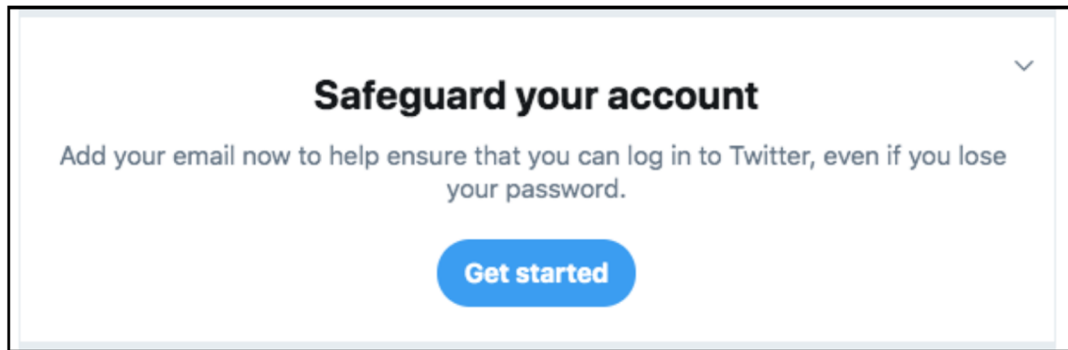 Safeguard your account
Add your email now to help ensure that you can log in to Twitter, even if you lose
your password.
Get started